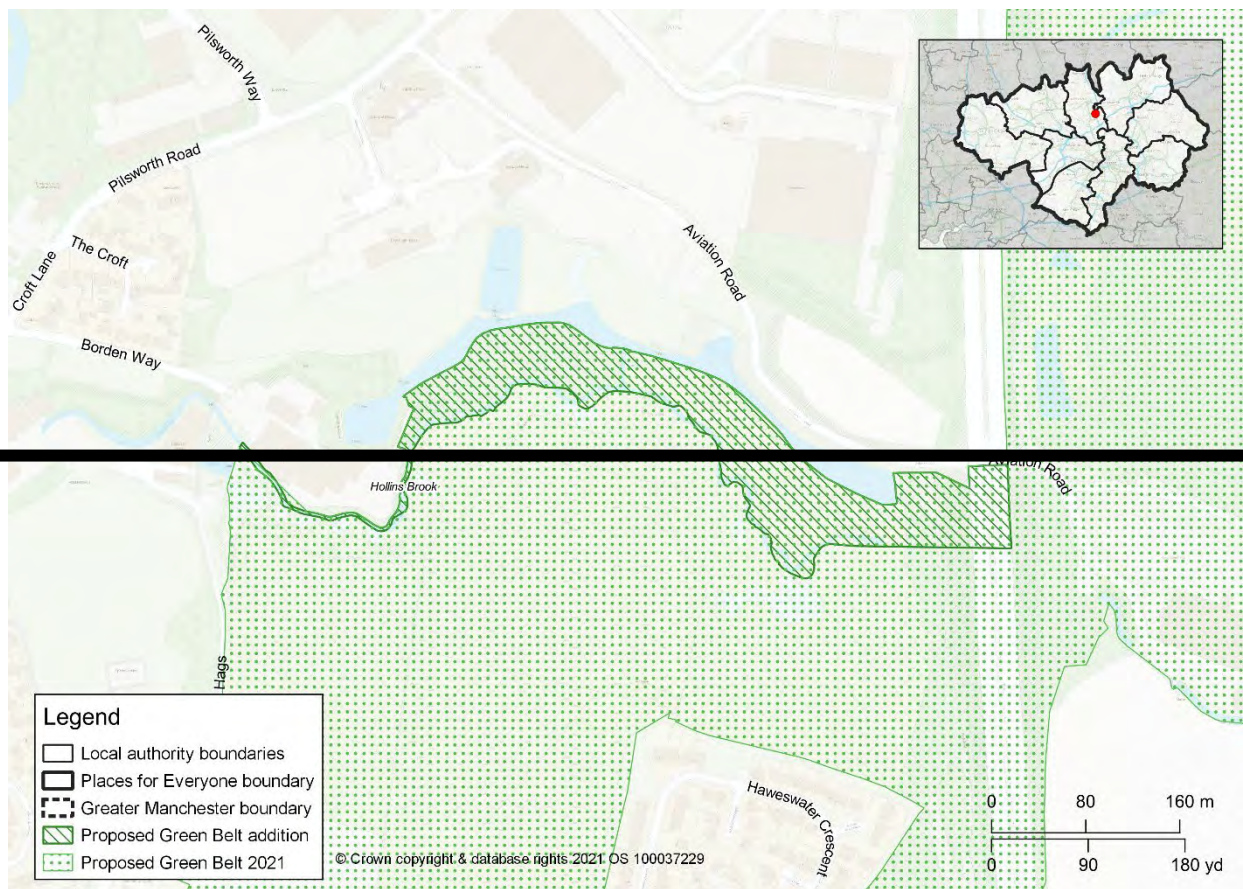 Pilsworth Way
Pilsworth Road
The Croft
Croft Lane
Borden Way
Aviation Road
Hollins Brook
Aviation Road
Hags
Haweswater Crescent
Legend
Local authority boundaries
Places for Everyone boundary
Greater Manchester boundary
Proposed Green Belt addition
Proposed Green Belt 2021
© Crown copyright & database rights 2021 OS 100037229
0 80 160 m
0 90 180 yd